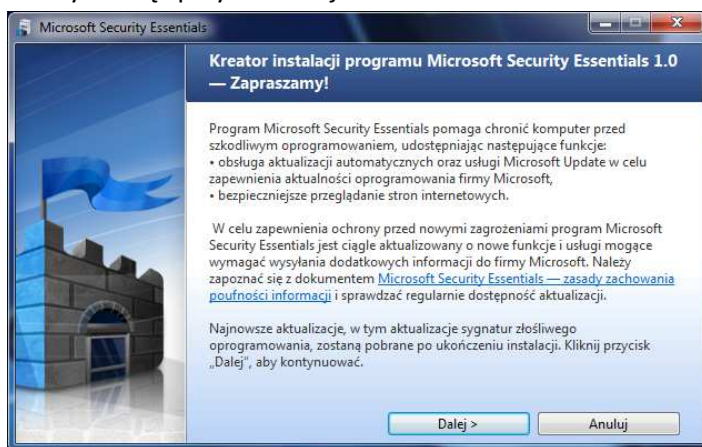 Microsoft Security Essentials
Kreator instalacji programu Microsoft Security Essentials 1.0
— Zapraszamy!
Program Microsoft Security Essentials pomaga chronić komputer przed
szkodliwym oprogramowaniem, udostępniając następujące funkcje:
• obsługa aktualizacji automatycznych oraz usługi Microsoft Update w celu
zapewnienia aktualności oprogramowania firmy Microsoft,
• bezpieczniejsze przeglądanie stron internetowych.
W celu zapewnienia ochrony przed nowymi zagrożeniami program Microsoft
Security Essentials jest ciągle aktualizowany o nowe funkcje i usługi mogące
wymagać wysyłania dodatkowych informacji do firmy Microsoft. Należy
zapoznać się z dokumentem Microsoft Security Essentials — zasady zachowania
poufności informacji i sprawdzać regularnie dostępność aktualizacji.
Najnowsze aktualizacje, w tym aktualizacje sygnatur złośliwego
oprogramowania, zostaną pobrane po ukończeniu instalacji. Kliknij przycisk
„Dalej”, aby kontynuować.
Dalej >
Anuluj